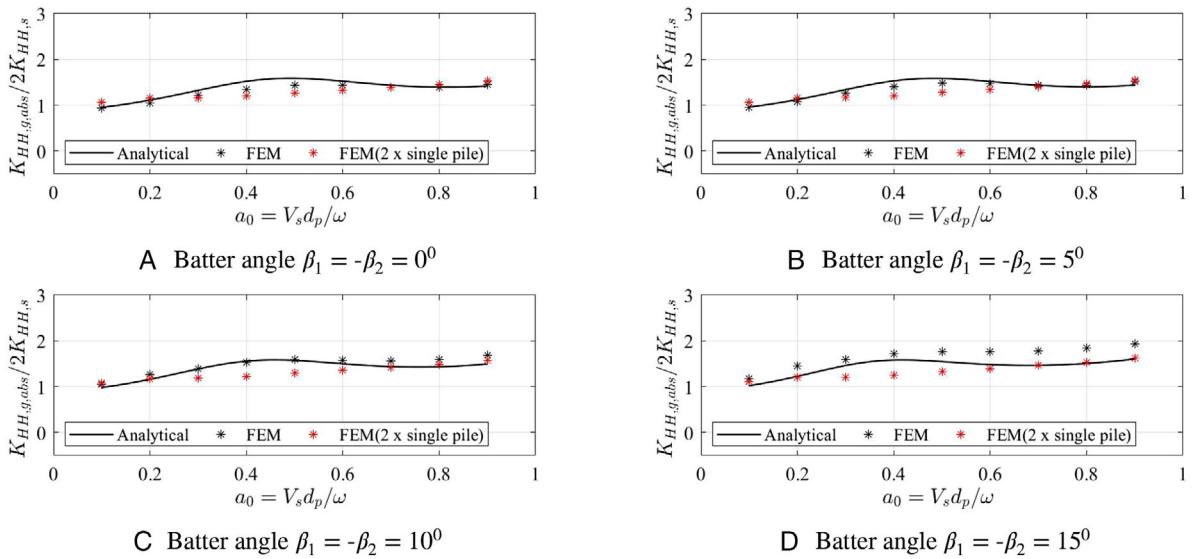 K_{HH,g,abs}/2K_{HH,s}
3
2
1
0
Analytical * FEM * FEM(2 x single pile)
0 0.2 0.4 0.6 0.8 1
a_0 = V_s d_p/ω
A Batter angle β_1 = -β_2 = 0^0
K_{HH,g,abs}/2K_{HH,s}
3
2
1
0
Analytical * FEM * FEM(2 x single pile)
0 0.2 0.4 0.6 0.8 1
a_0 = V_s d_p/ω
B Batter angle β_1 = -β_2 = 5^0
K_{HH,g,abs}/2K_{HH,s}
3
2
1
0
Analytical * FEM * FEM(2 x single pile)
0 0.2 0.4 0.6 0.8 1
a_0 = V_s d_p/ω
C Batter angle β_1 = -β_2 = 10^0
K_{HH,g,abs}/2K_{HH,s}
3
2
1
0
Analytical * FEM * FEM(2 x single pile)
0 0.2 0.4 0.6 0.8 1
a_0 = V_s d_p/ω
D Batter angle β_1 = -β_2 = 15^0